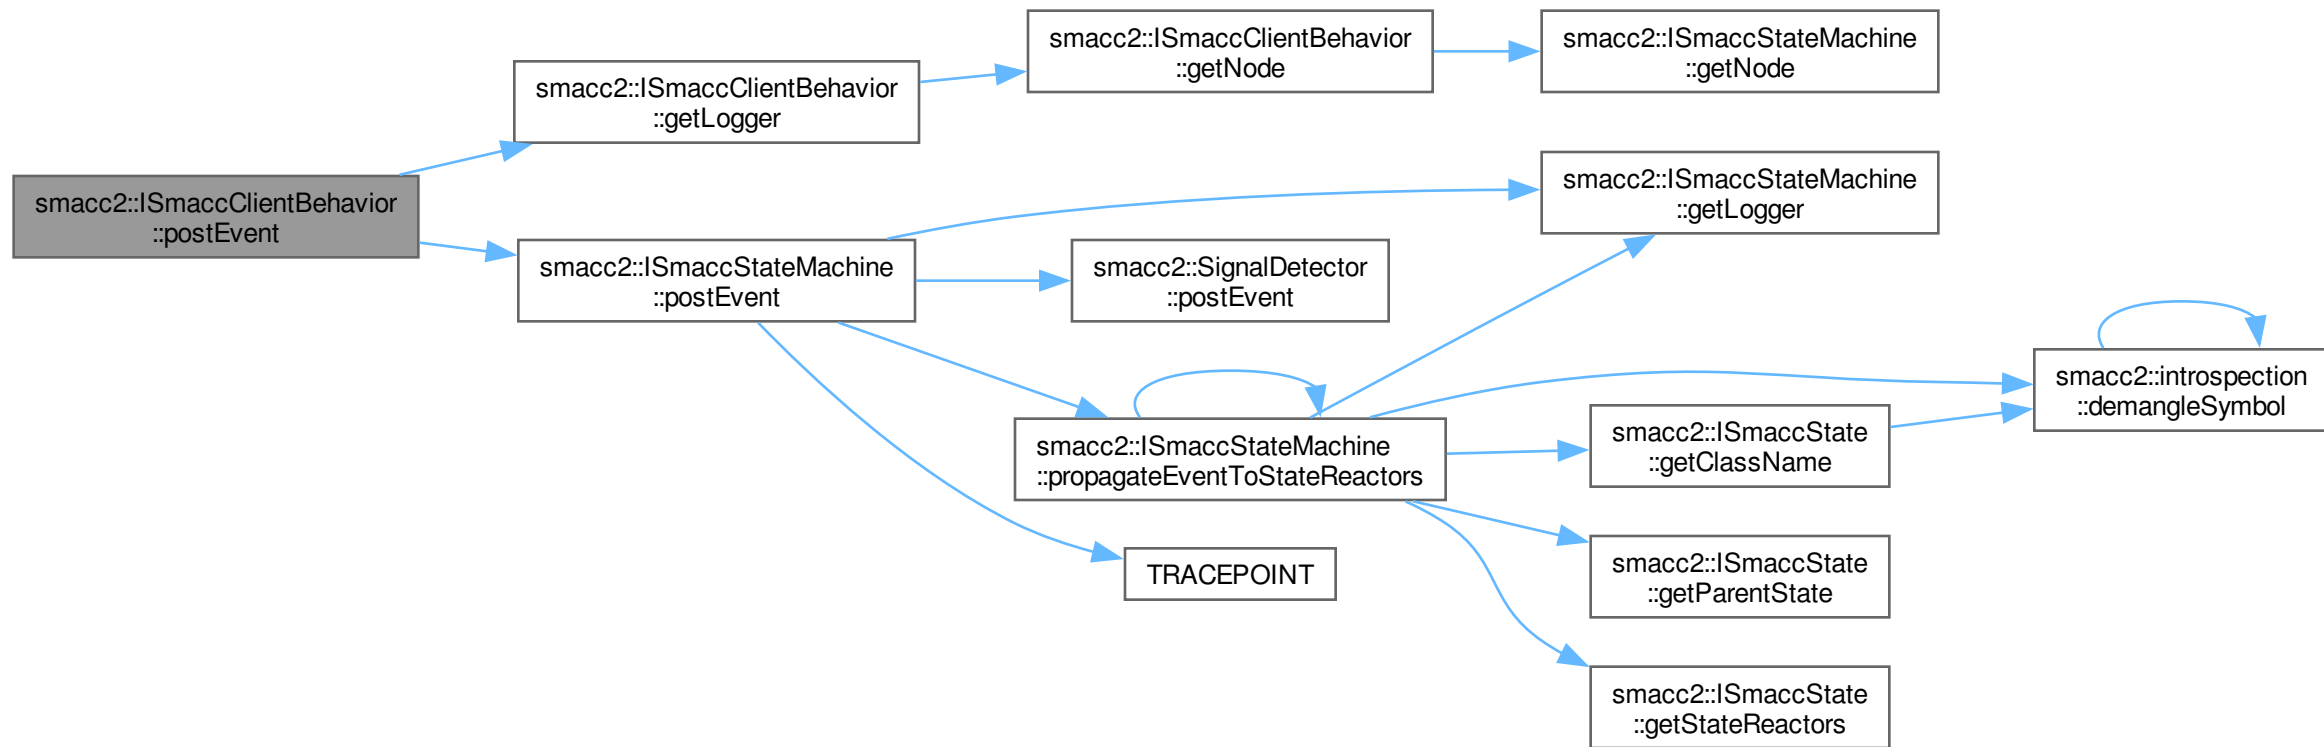 smacc2::ISmaccClientBehavior
::postEvent
smacc2::ISmaccClientBehavior
::getLogger
smacc2::ISmaccClientBehavior
::getNode
smacc2::ISmaccStateMachine
::getNode
smacc2::ISmaccStateMachine
::postEvent
smacc2::ISmaccStateMachine
::getLogger
smacc2::SignalDetector
::postEvent
smacc2::ISmaccStateMachine
::propagateEventToStateReactors
smacc2::introspection
::demangleSymbol
smacc2::ISmaccState
::getClassName
smacc2::ISmaccState
::getParentState
smacc2::ISmaccState
::getStateReactors
TRACEPOINT